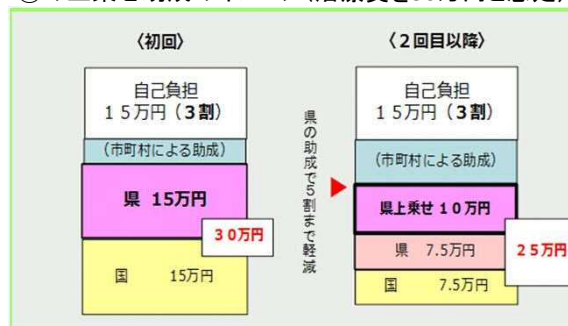 〈初回〉
自己負担
１５万円（３割）
（市町村による助成）
県 15万円
３０万円
国 15万円
県の助成で５割まで軽減
〈２回目以降〉
自己負担
１５万円（３割）
（市町村による助成）
県上乗せ １０万円
県 7.5万円
２５万円
国 7.5万円